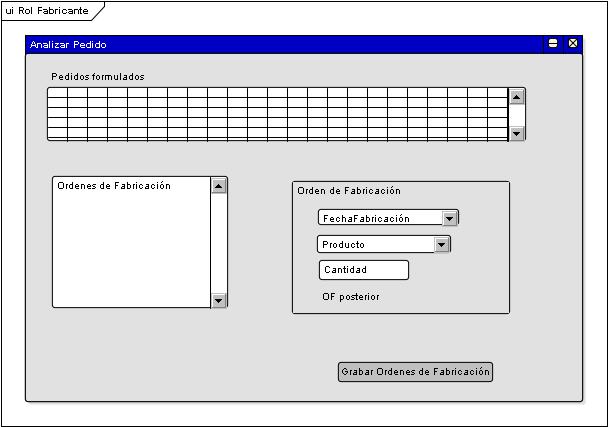 ui Rol Fabricante
Analizar Pedido
Pedidos formulados
Ordenes de Fabricación
Orden de Fabricación
FechaFabricación
Producto
Cantidad
OF posterior
Grabar Ordenes de Fabricación